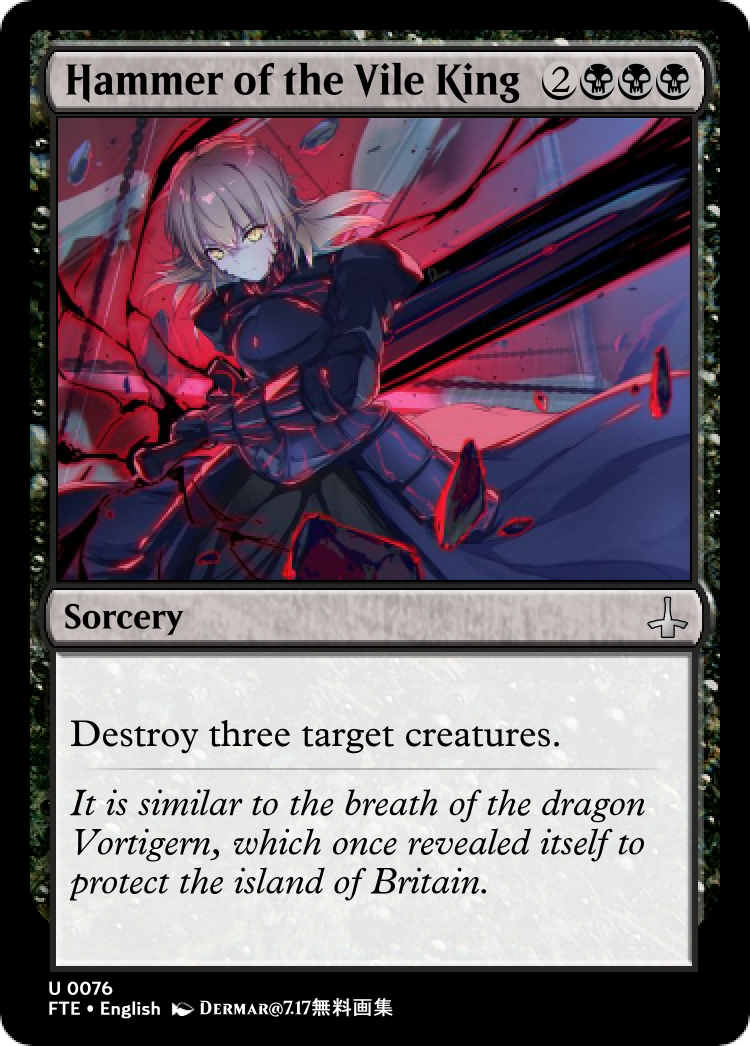 Hammer of the Vile King 2
Sorcery
Destroy three target creatures.
It is similar to the breath of the dragon
Vortigern, which once revealed itself to
protect the island of Britain.
U 0076
FTE • English Dermar@7.17無料画集